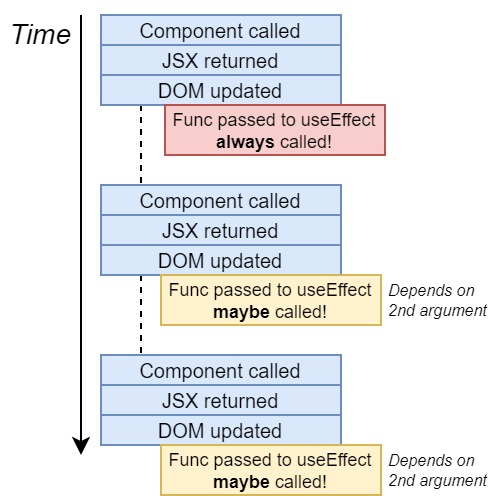 Time
Component called
JSX returned
DOM updated
Func passed to useEffect
always called!
Component called
JSX returned
DOM updated
Func passed to useEffect
maybe called!
Depends on
2nd argument
Component called
JSX returned
DOM updated
Func passed to useEffect
maybe called!
Depends on
2nd argument